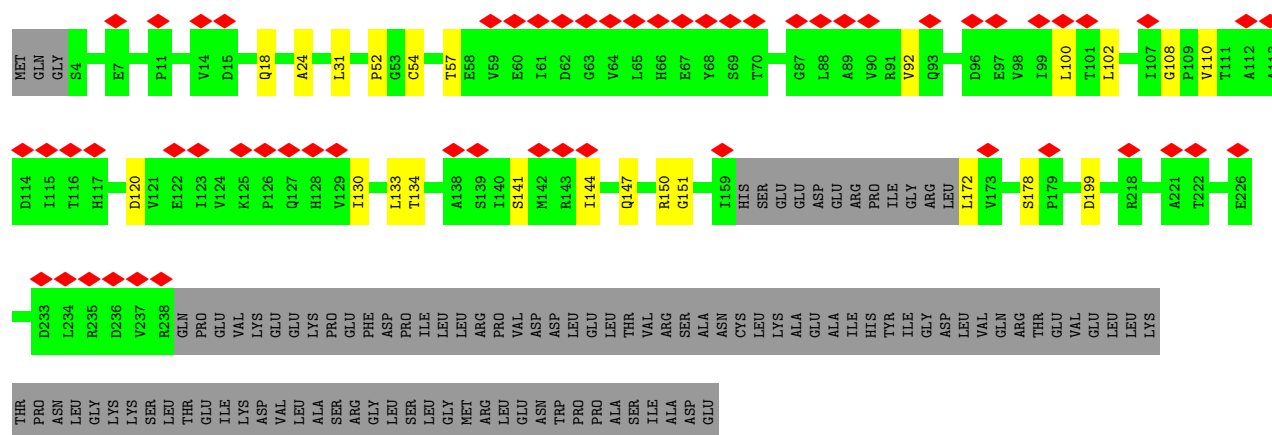 MET GLN GLY S4 E7 P11 V14 D15 Q18 A24 L31 P52 G53 C54 T57 E58 V59 E60 I61 D62 G63 V64 L65 H66 E67 Y68 S69 T70 G87 L88 A89 V90 R91 V92 Q93 D96 E97 V98 I99 L100 T101 L102 I107 G108 P109 V110 T111 A112 A113
D114 I115 T116 H117 D120 V121 E122 I123 V124 K125 P126 Q127 H128 V129 I130 L133 T134 A138 S139 I140 S141 M142 R143 I144 Q147 R150 G151 I159 HIS SER GLU GLU ASP GLU ARG PRO ILE GLY ARG LEU L172 V173 S178 P179 D199 R218 A221 T222 E226
D233 L234 R235 D236 V237 R238 GLN PRO GLU VAL LYS GLU GLU LYS PRO GLU PHE ASP PRO ILE LEU LEU ARG PRO VAL ASP ASP LEU GLU LEU THR VAL ARG SER ALA ASN CYS LEU LYS ALA GLU ALA ILE HIS TYR ILE GLY ASP LEU VAL GLN ARG THR GLU VAL GLU LEU LEU LYS
THR PRO ASN LEU GLY LYS LYS SER LEU THR GLU ILE LYS ASP VAL LEU ALA SER ARG GLY LEU SER LEU GLY MET ARG LEU GLU ASN TRP PRO PRO ALA SER ILE ALA ASP GLU